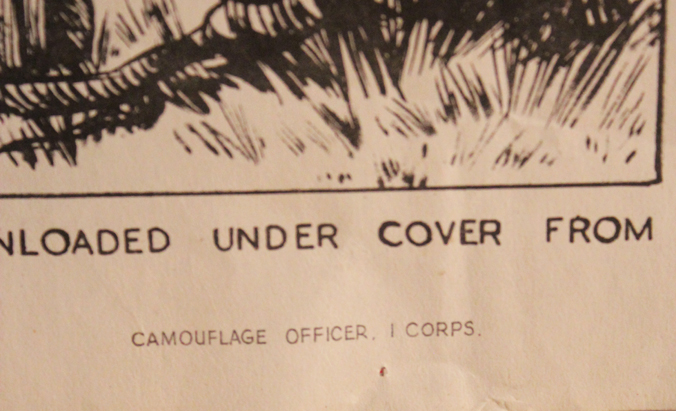 NLOADED UNDER COVER FROM
CAMOUFLAGE OFFICER. I CORPS.